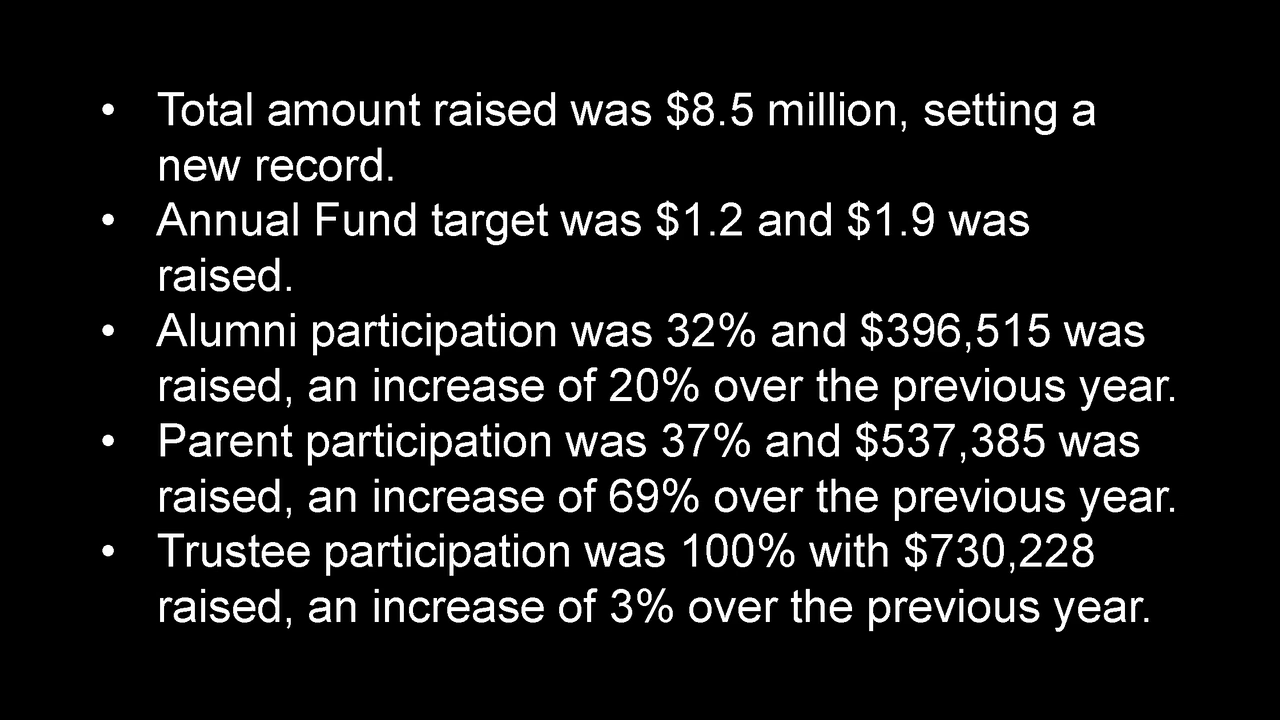 • Total amount raised was $8.5 million, setting a
new record.
• Annual Fund target was $1.2 and $1.9 was
raised.
• Alumni participation was 32% and $396,515 was
raised, an increase of 20% over the previous year.
• Parent participation was 37% and $537,385 was
raised, an increase of 69% over the previous year.
• Trustee participation was 100% with $730,228
raised, an increase of 3% over the previous year.